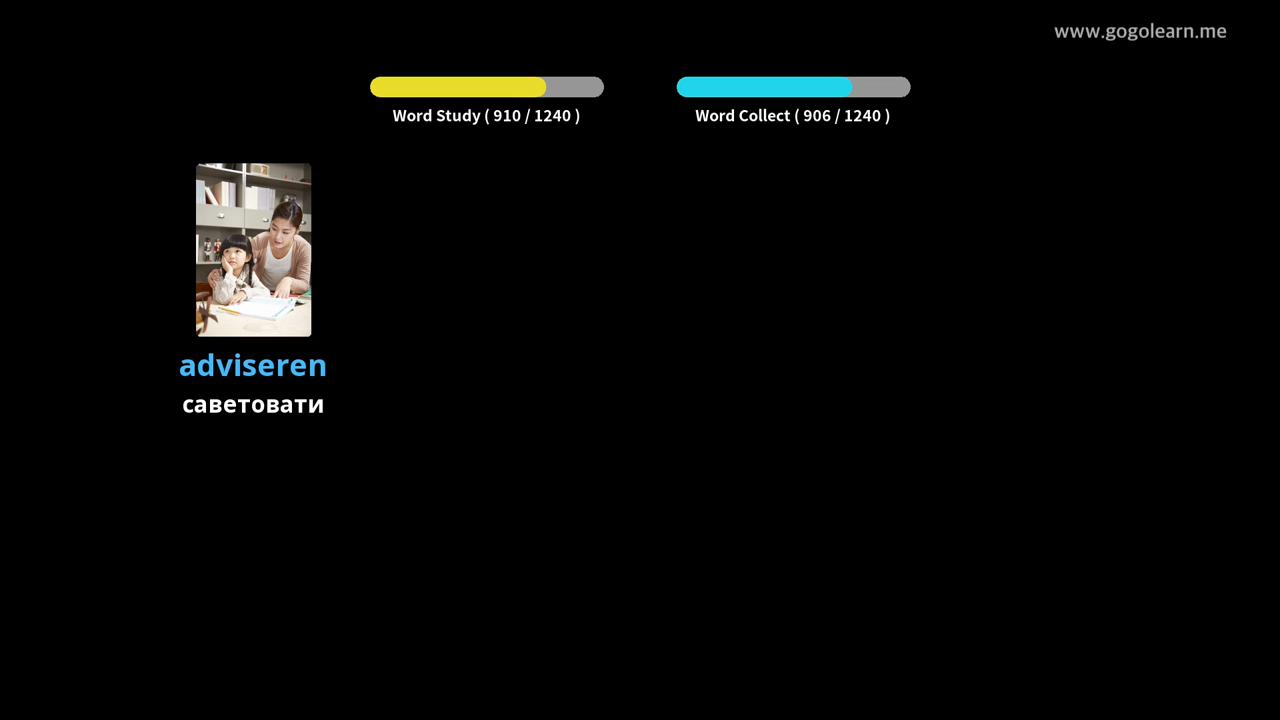 www.gogolearn.me
Word Study ( 910 / 1240 )
Word Collect ( 906 / 1240 )
adviseren
саветовати